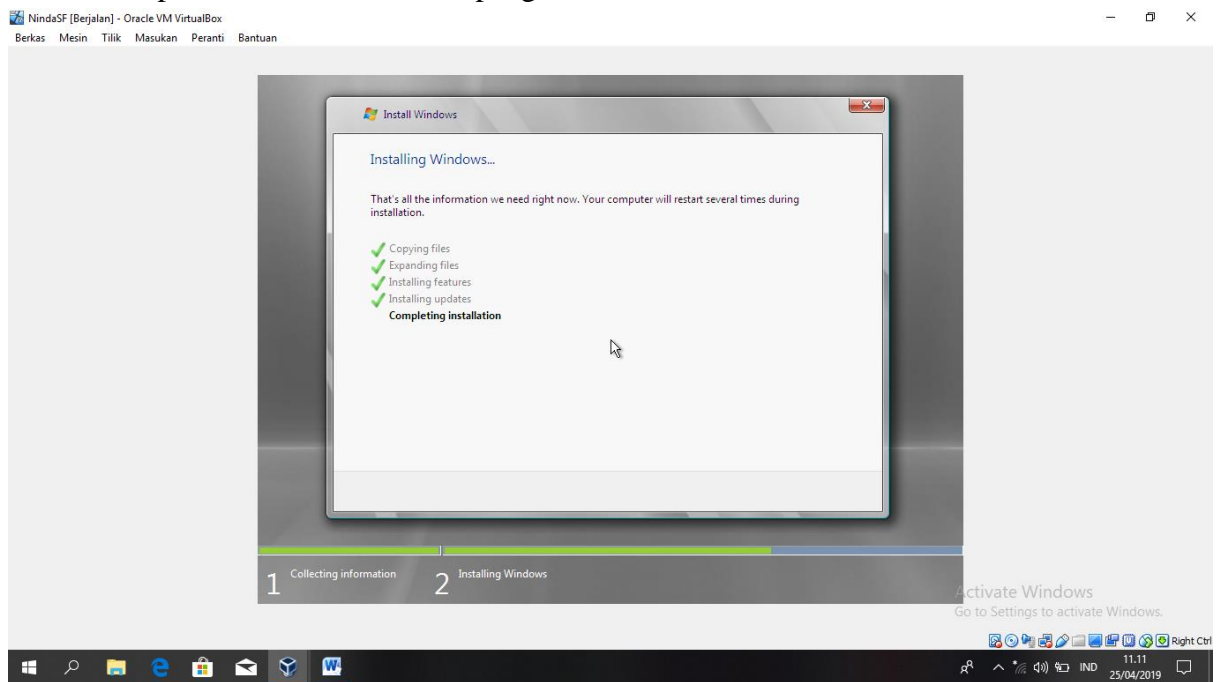 NindaSF [Berjalan] - Oracle VM VirtualBox
Berkas Mesin Tilik Masukan Peranti Bantuan
Install Windows
Installing Windows...
That's all the information we need right now. Your computer will restart several times during
installation.
Copying files
Expanding files
Installing features
Installing updates
Completing installation
1 Collecting information 2 Installing Windows
Activate Windows
Go to Settings to activate Windows.
Right Ctrl
IND 11.11
25/04/2019